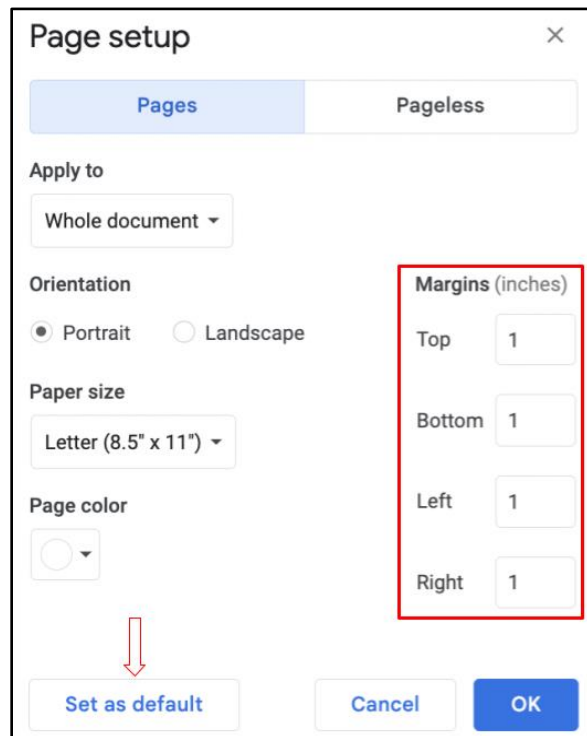 Page setup
Pages Pageless
Apply to
Whole document
Orientation
Portrait Landscape
Paper size
Letter (8.5" x 11")
Page color
Margins (inches)
Top 1
Bottom 1
Left 1
Right 1
Set as default Cancel OK